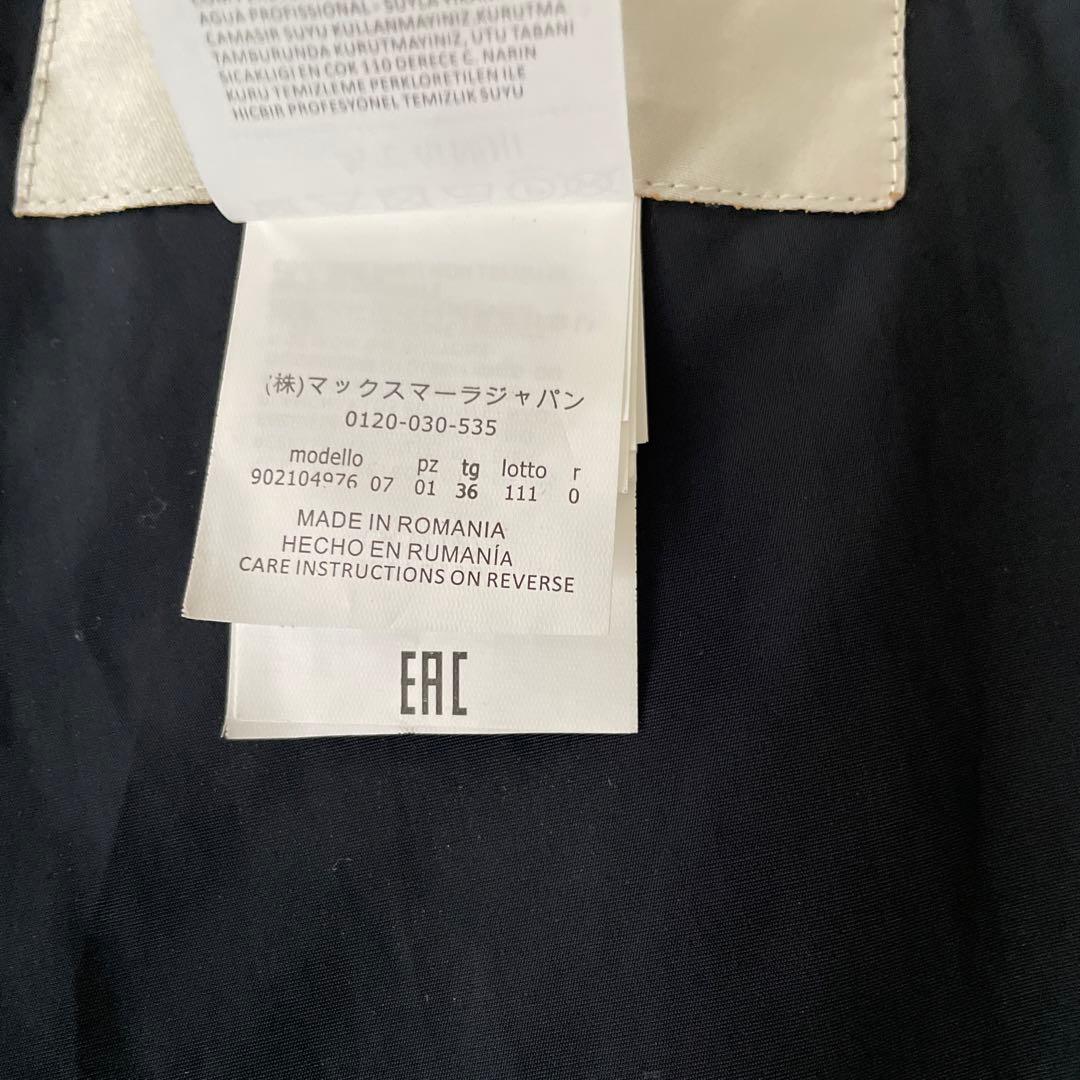 AGUA PROFISSIONAL - SUYLA
CAMASIR SUYU KULLANMAYINIZ, KURUTMA
TAMBURUNDA KURUTMAYINIZ, UTU TABANI
SICAKLIGI EN COK 110 DERECE C. NARIN
KURU TEMIZLEME PERKLORETILEN ILE
HICBIR PROFESYONEL TEMIZLIK SUYU
(株)マックスマーラジャパン
0120-030-535
modello pz tg lotto r
902104976 07 01 36 111 0
MADE IN ROMANIA
HECHO EN RUMANÍA
CARE INSTRUCTIONS ON REVERSE
EAC